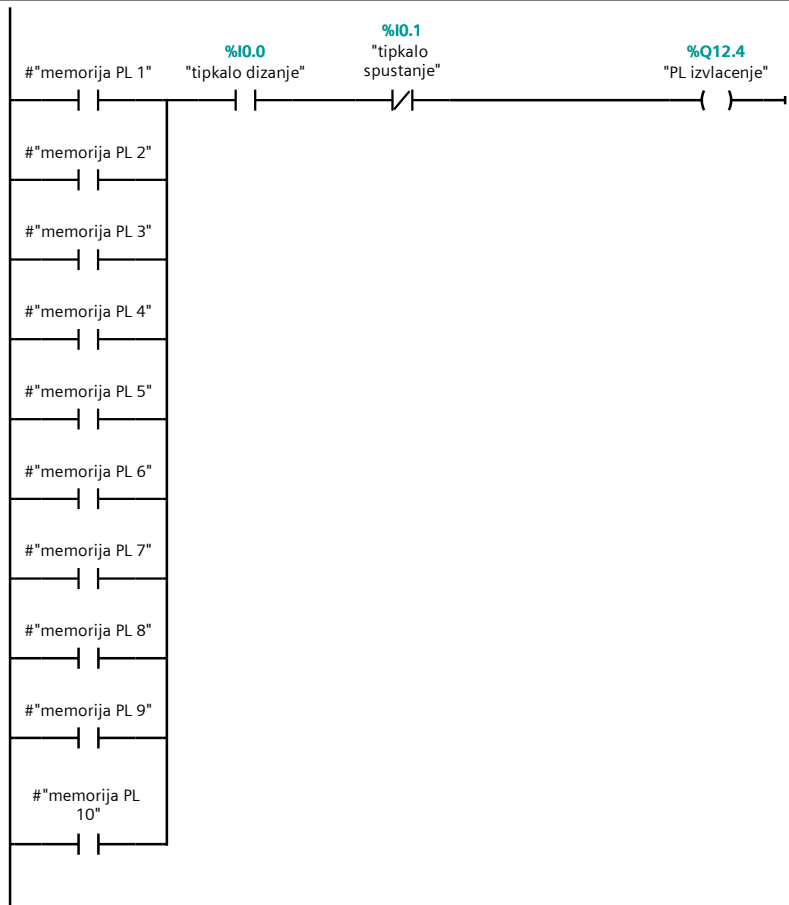 %I0.1
%I0.0
"tipkalo
%Q12.4
#"memorija PL 1"
"tipkalo dizanje"
spustanje"
"PL izvlacenje"
#"memorija PL 2"
#"memorija PL 3"
#"memorija PL 4"
#"memorija PL 5"
#"memorija PL 6"
#"memorija PL 7"
#"memorija PL 8"
#"memorija PL 9"
#"memorija PL
10"